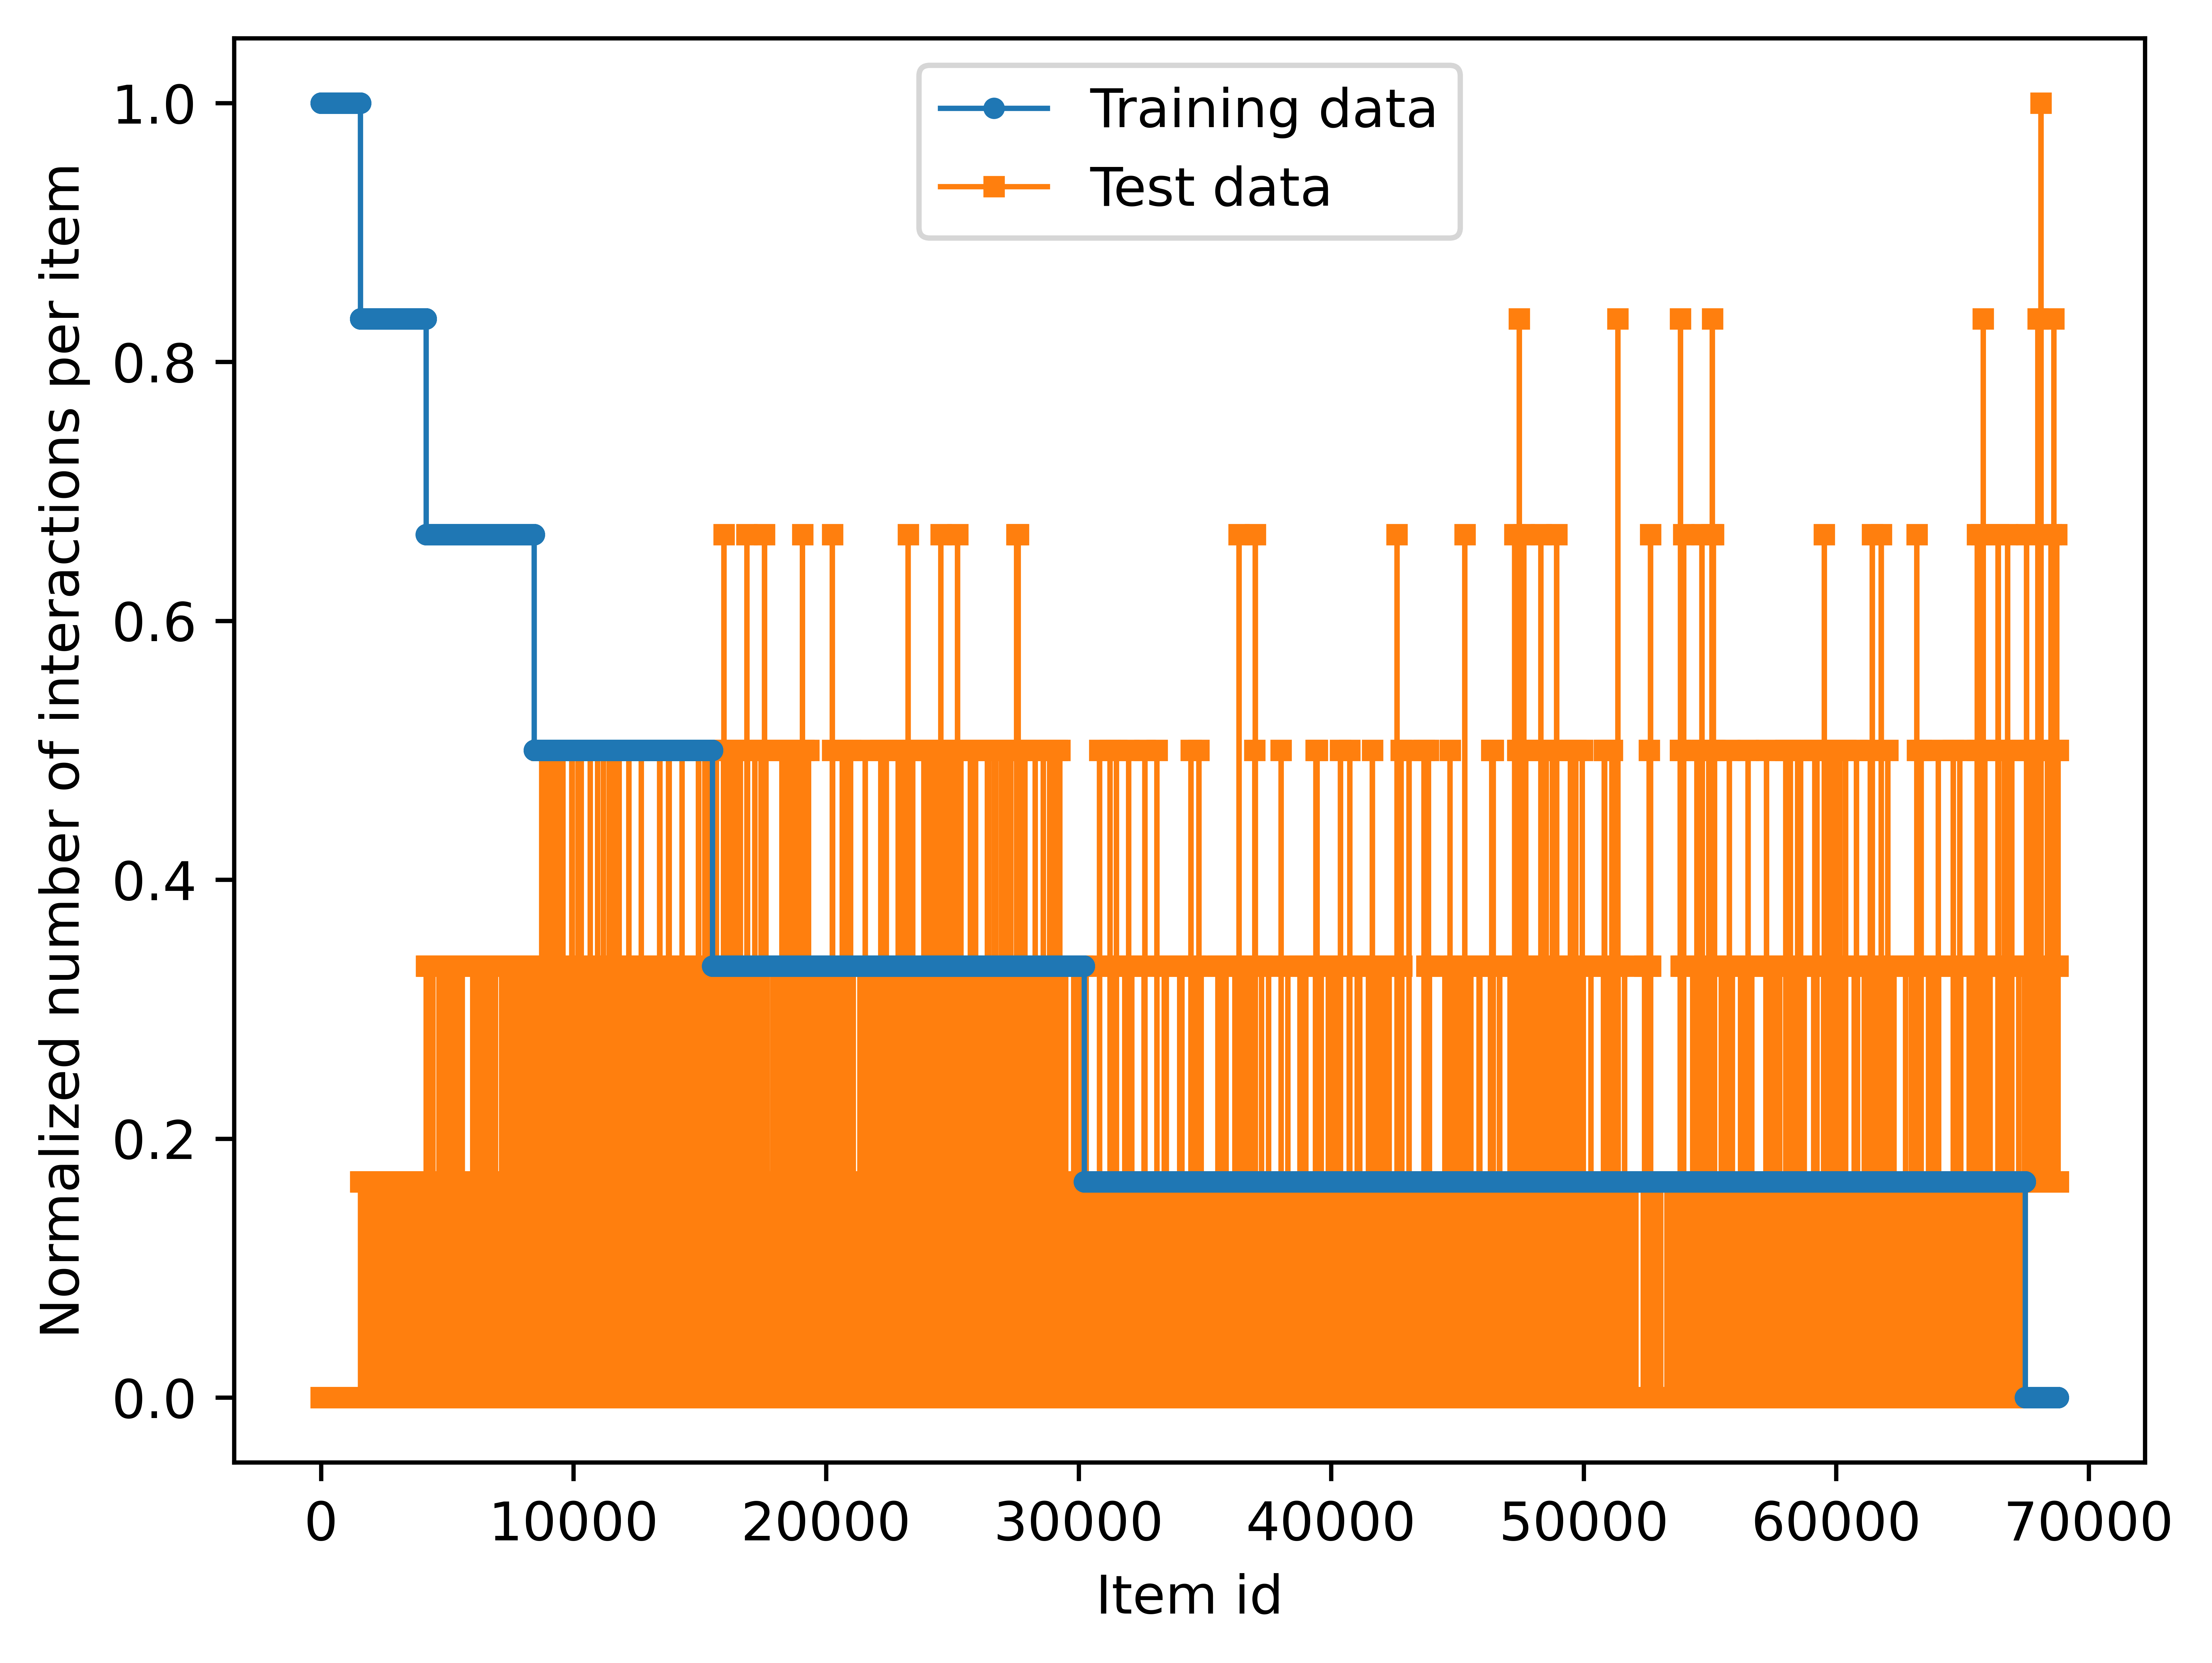 Normalized number of interactions per item
1.0
0.8
0.6
0.4
0.2
0.0
Training data
Test data
0 10000 20000 30000 40000 50000 60000 70000
Item id